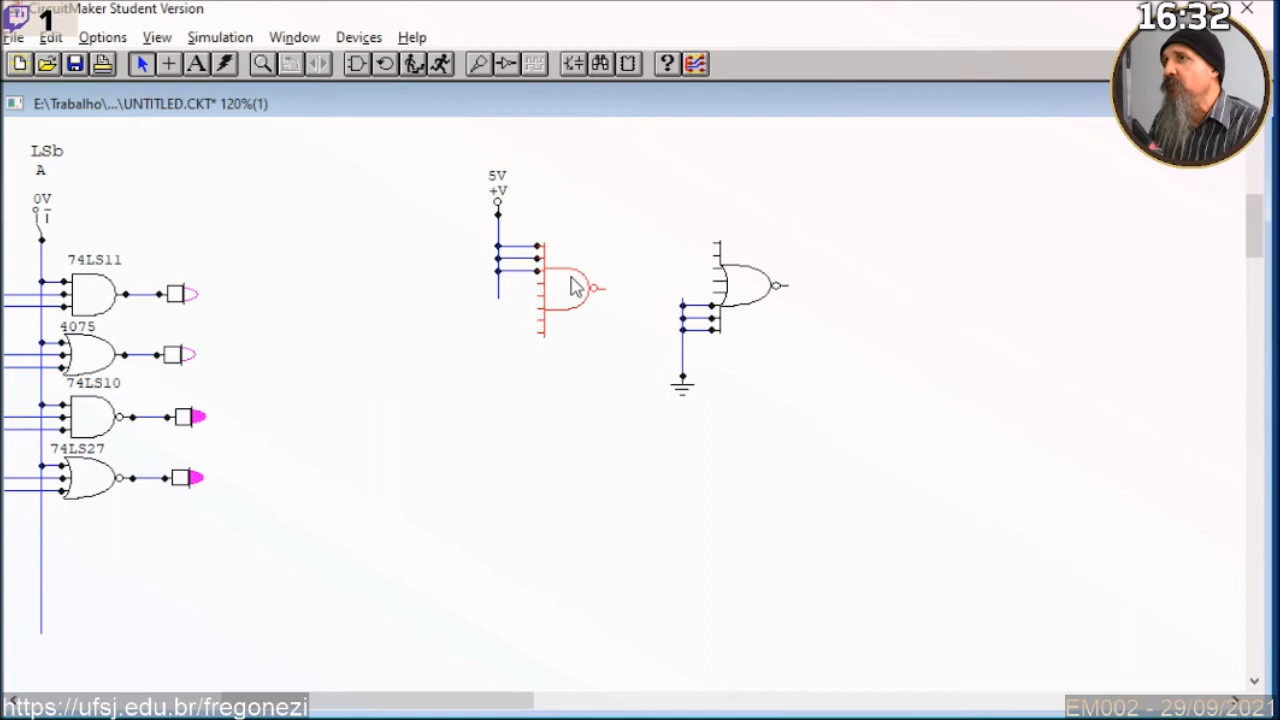 CircuitMaker Student Version
1
16:32
File Edit Options View Simulation Window Devices Help
A
?
E:\Trabalho\...\UNTITLED.CKT* 120%(1)
LSb
A
0V
5V
+V
74LS11
4075
74LS10
74LS27
https://ufsj.edu.br/fregonezi
EM002 - 29/09/2021